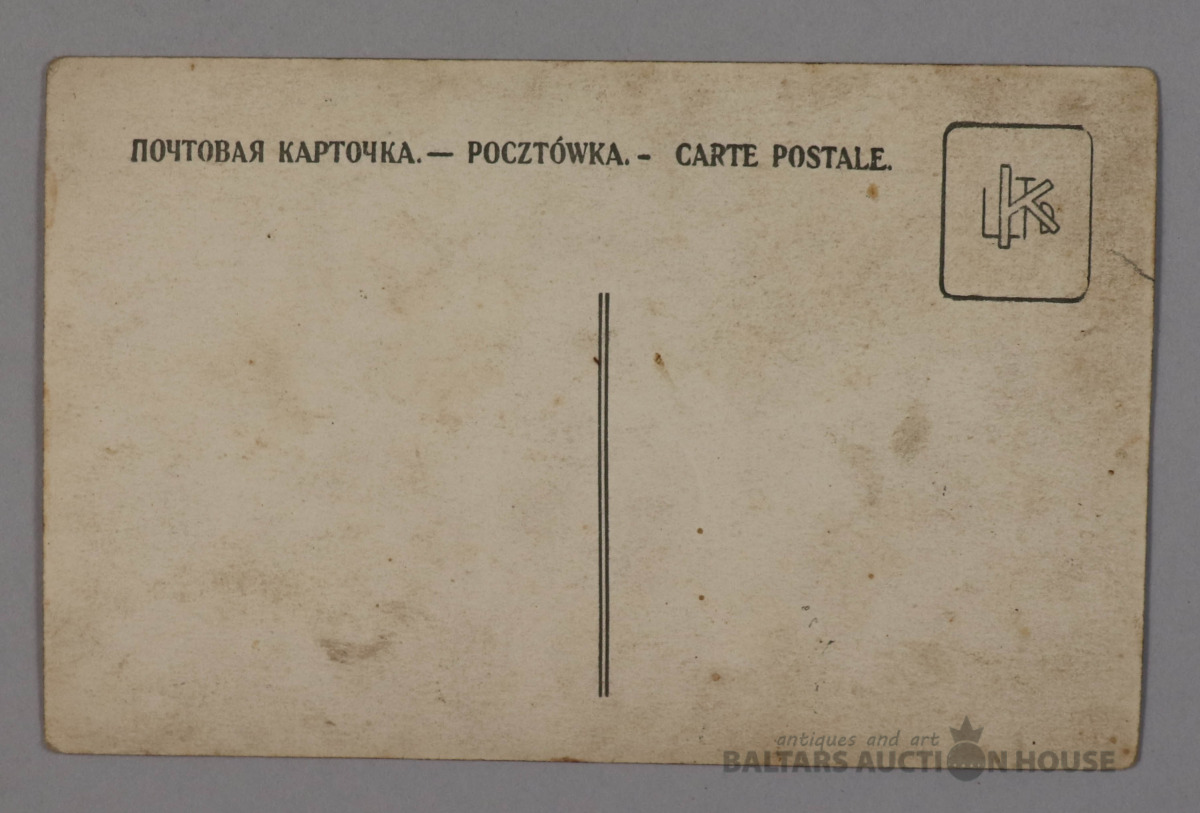 ПОЧТОВАЯ КАРТОЧКА.— POCZTÓWKA.- CARTE POSTALE.
antiques and art
BALTARS AUCTION HOUSE